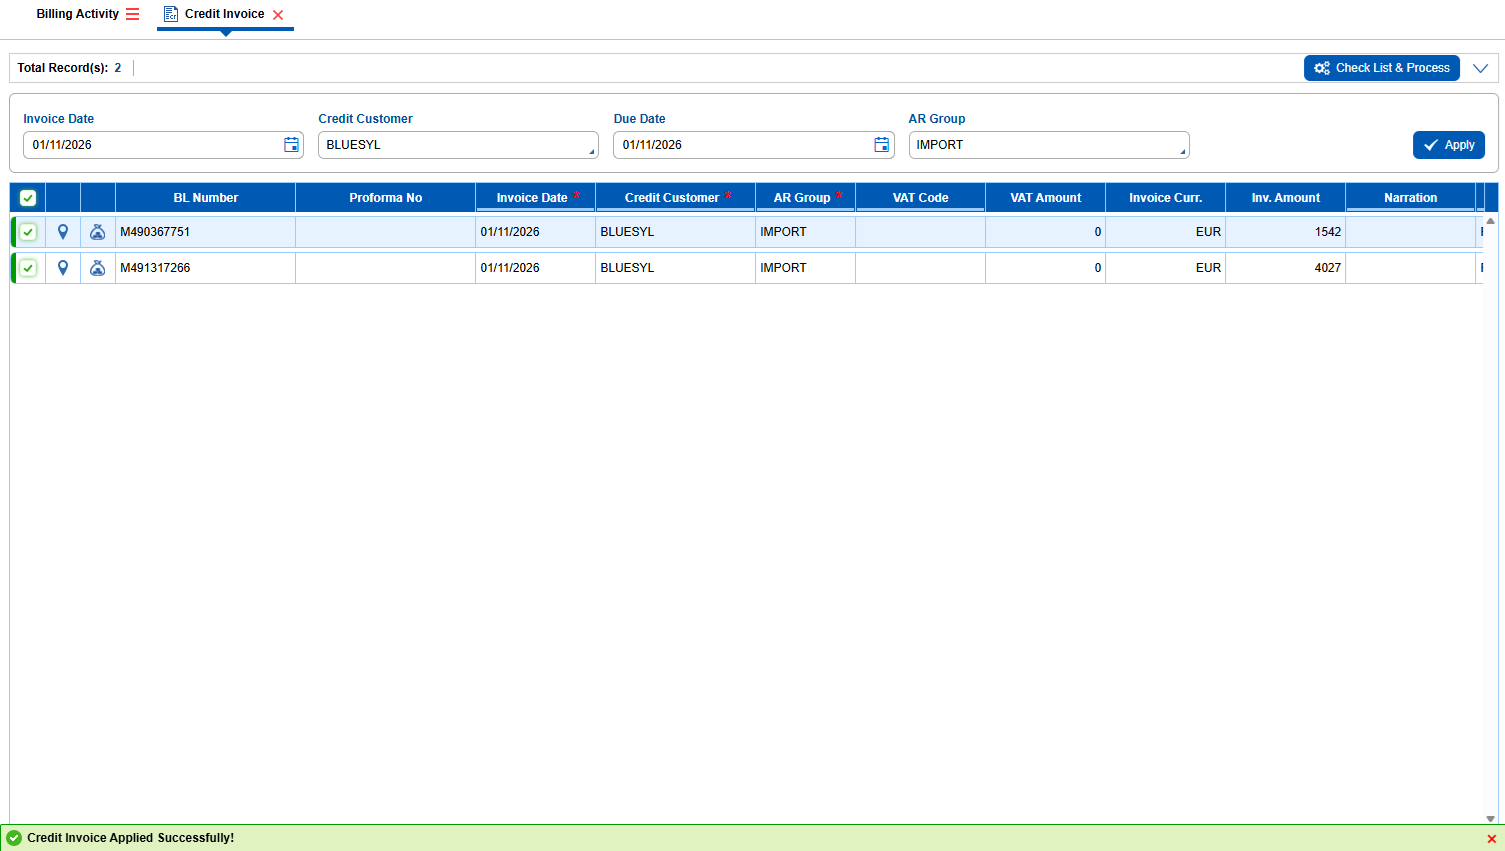 Billing Activity
Credit Invoice
Total Record(s): 2
Check List & Process
Invoice Date
Credit Customer
Due Date
AR Group
01/11/2026
BLUESYL
01/11/2026
IMPORT
Apply
BL Number
Proforma No
Invoice Date *
Credit Customer *
AR Group *
VAT Code
VAT Amount
Invoice Curr.
Inv. Amount
Narration
M490367751
01/11/2026
BLUESYL
IMPORT
0
EUR
1542
M491317266
01/11/2026
BLUESYL
IMPORT
0
EUR
4027
Credit Invoice Applied Successfully!